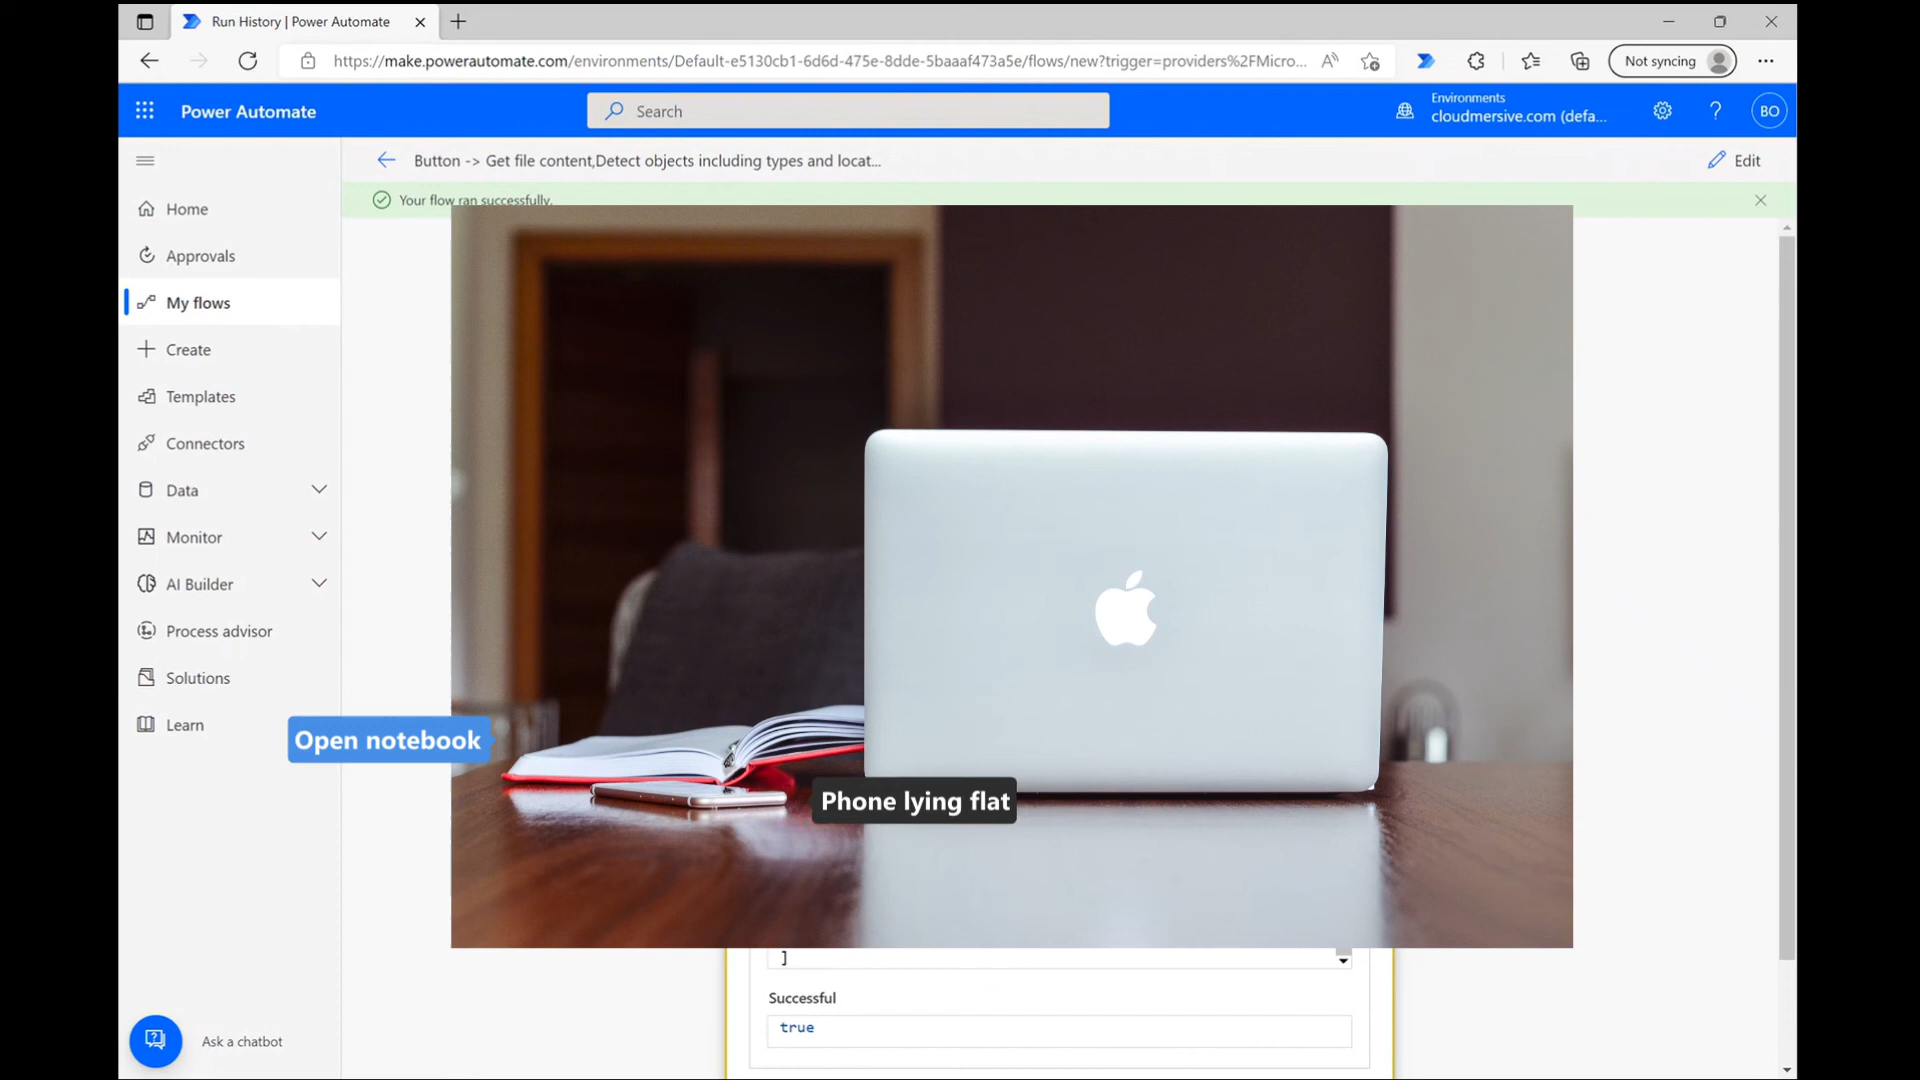 Run History | Power Automate
https://make.powerautomate.com/environments/Default-e5130cb1-6d6d-475e-8dde-5baaaf473a5e/flows/new?trigger=providers%2FMicro...
Not syncing
Power Automate
Search
Environments
cloudmersive.com (defa...
BO
Button -> Get file content,Detect objects including types and locat...
Edit
Your flow ran successfully.
Home
Approvals
My flows
Create
Templates
Connectors
Data
Monitor
AI Builder
Process advisor
Solutions
Learn
Open notebook
Phone lying flat
]
Successful
true
Ask a chatbot